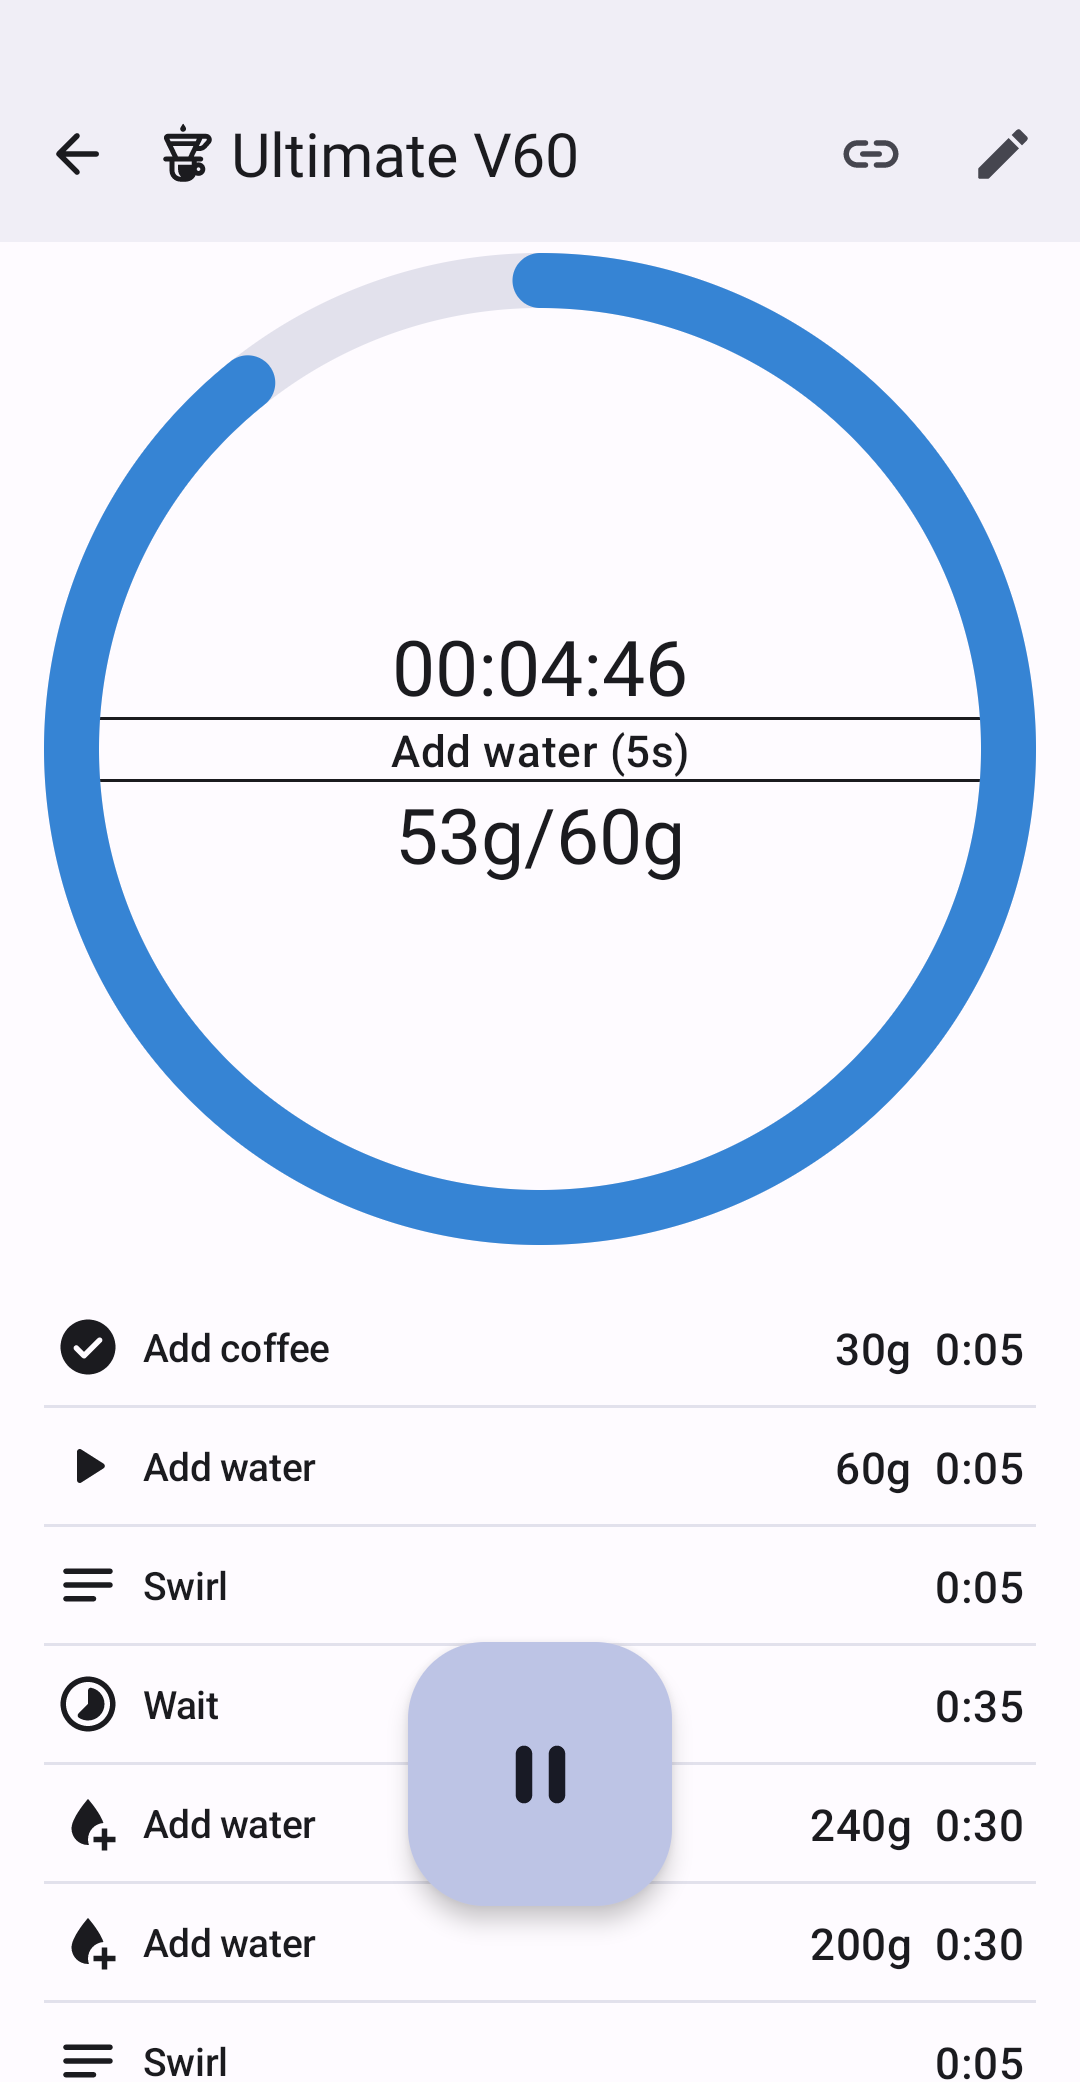 Ultimate V60
00:04:46
Add water (5s)
53g/60g
Add coffee 30g 0:05
Add water 60g 0:05
Swirl 0:05
Wait 0:35
Add water 240g 0:30
Add water 200g 0:30
Swirl 0:05